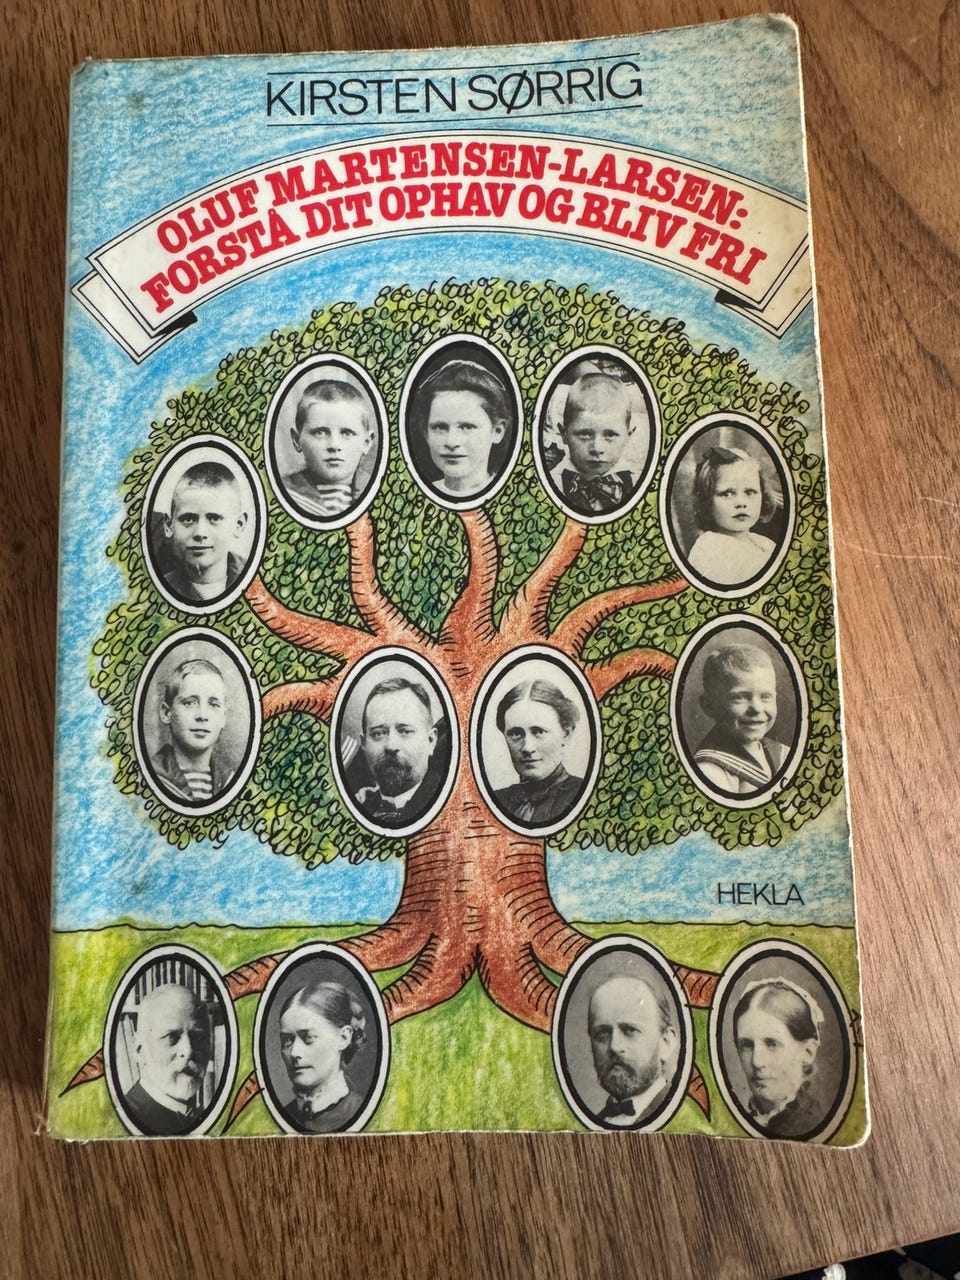 KIRSTEN SØRRIG
OLUF MARTENSEN-LARSEN:
FORSTÅ DIT OPHAV OG BLIV FRI
HEKLA